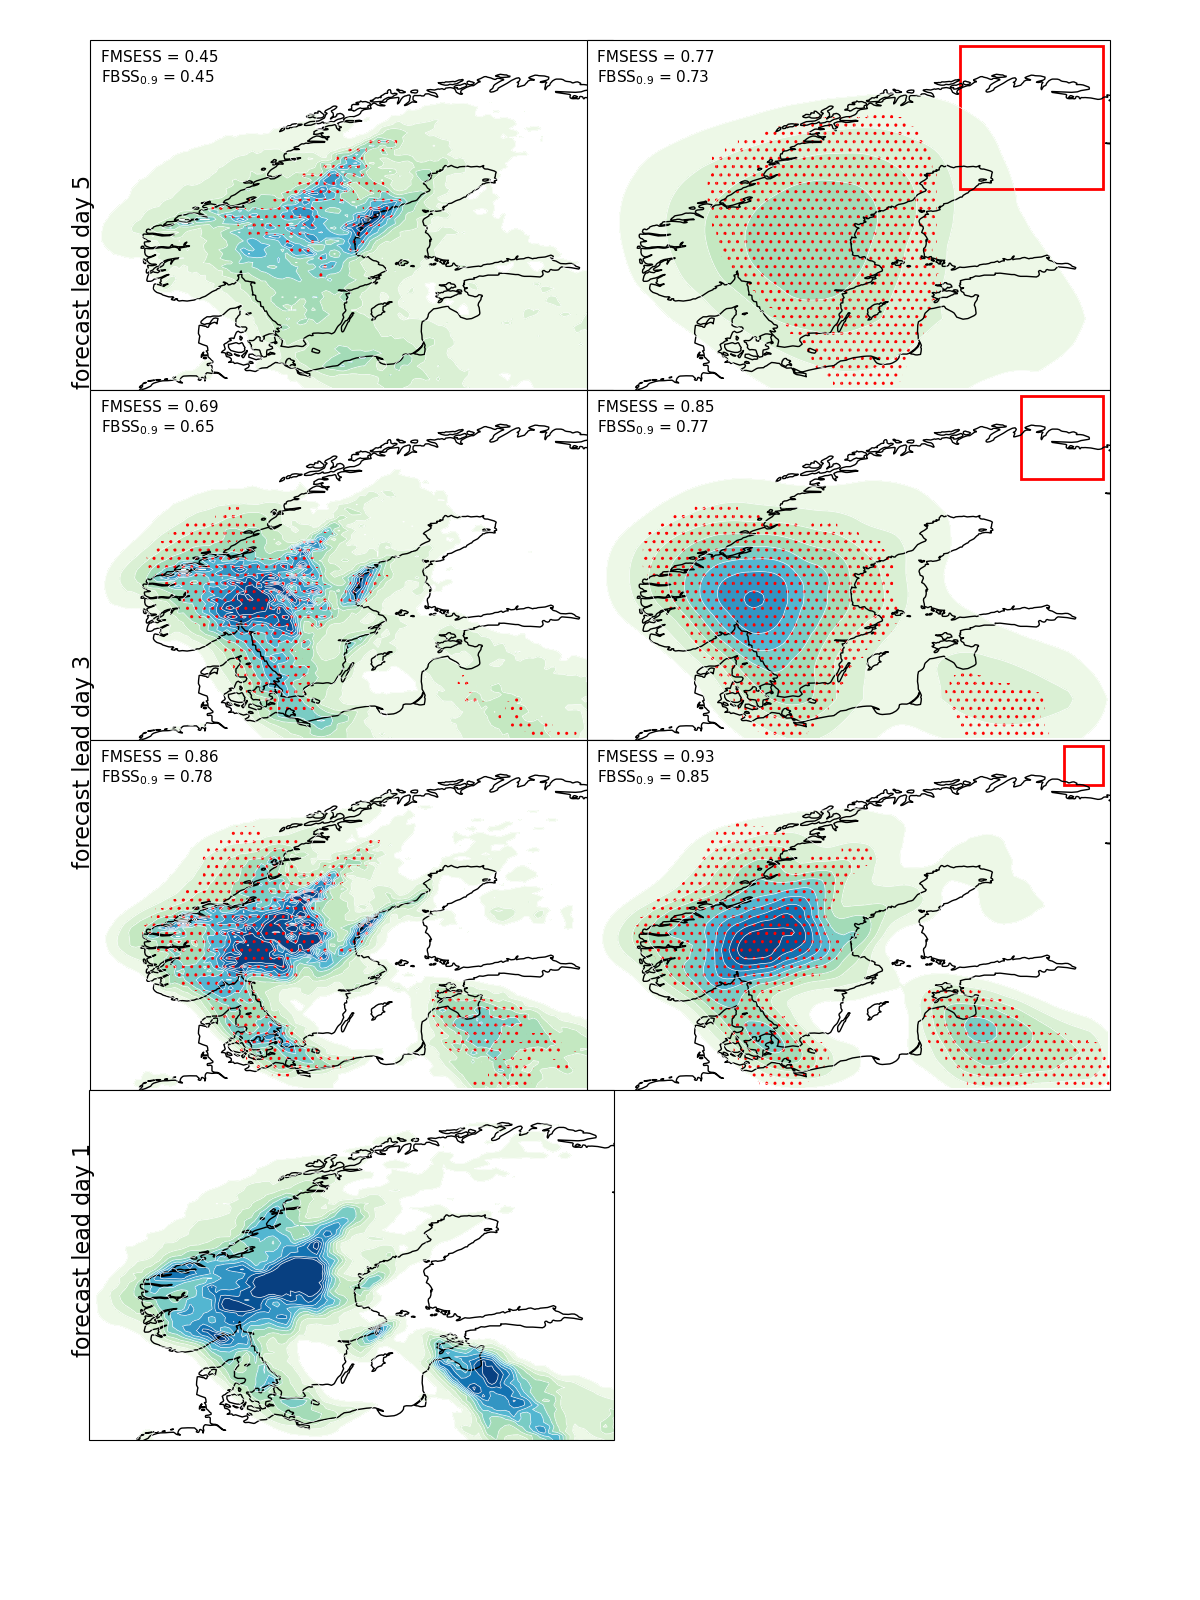 FMSESS = 0.45
FBSS0.9 = 0.45
FMSESS = 0.77
FBSS0.9 = 0.73
forecast lead day 5
FMSESS = 0.69
FBSS0.9 = 0.65
FMSESS = 0.85
FBSS0.9 = 0.77
forecast lead day 3
FMSESS = 0.86
FBSS0.9 = 0.78
FMSESS = 0.93
FBSS0.9 = 0.85
forecast lead day 1